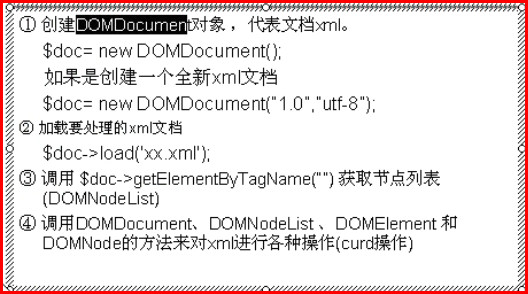 ① 创建DOMDocument对象 ，代表文档xml。
$doc= new DOMDocument();
如果是创建一个全新xml文档
$doc= new DOMDocument("1.0","utf-8");
② 加载要处理的xml文档
$doc->load('xx.xml');
③ 调用 $doc->getElementByTagName("") 获取节点列表
(DOMNodeList)
④ 调用DOMDocument、DOMNodeList 、DOMElement 和
DOMNode的方法来对xml进行各种操作(curd操作)